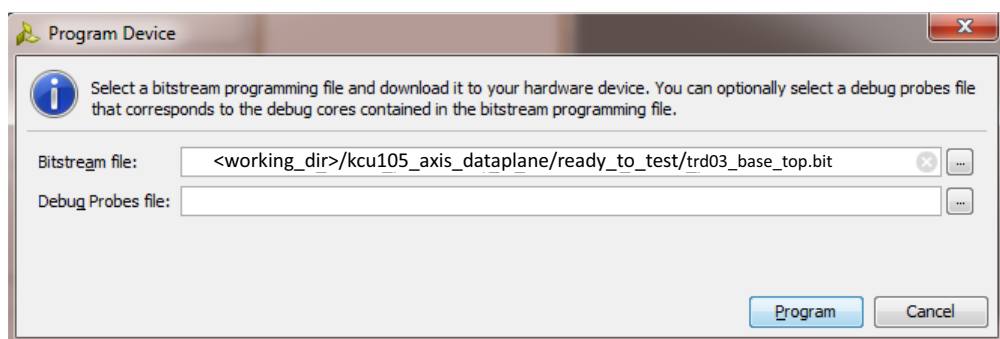 Program Device
Select a bitstream programming file and download it to your hardware device. You can optionally select a debug probes file
that corresponds to the debug cores contained in the bitstream programming file.
Bitstream file: <working_dir>/kcu105_axis_dataplane/ready_to_test/trd03_base_top.bit ...
Debug Probes file: ...
Program Cancel